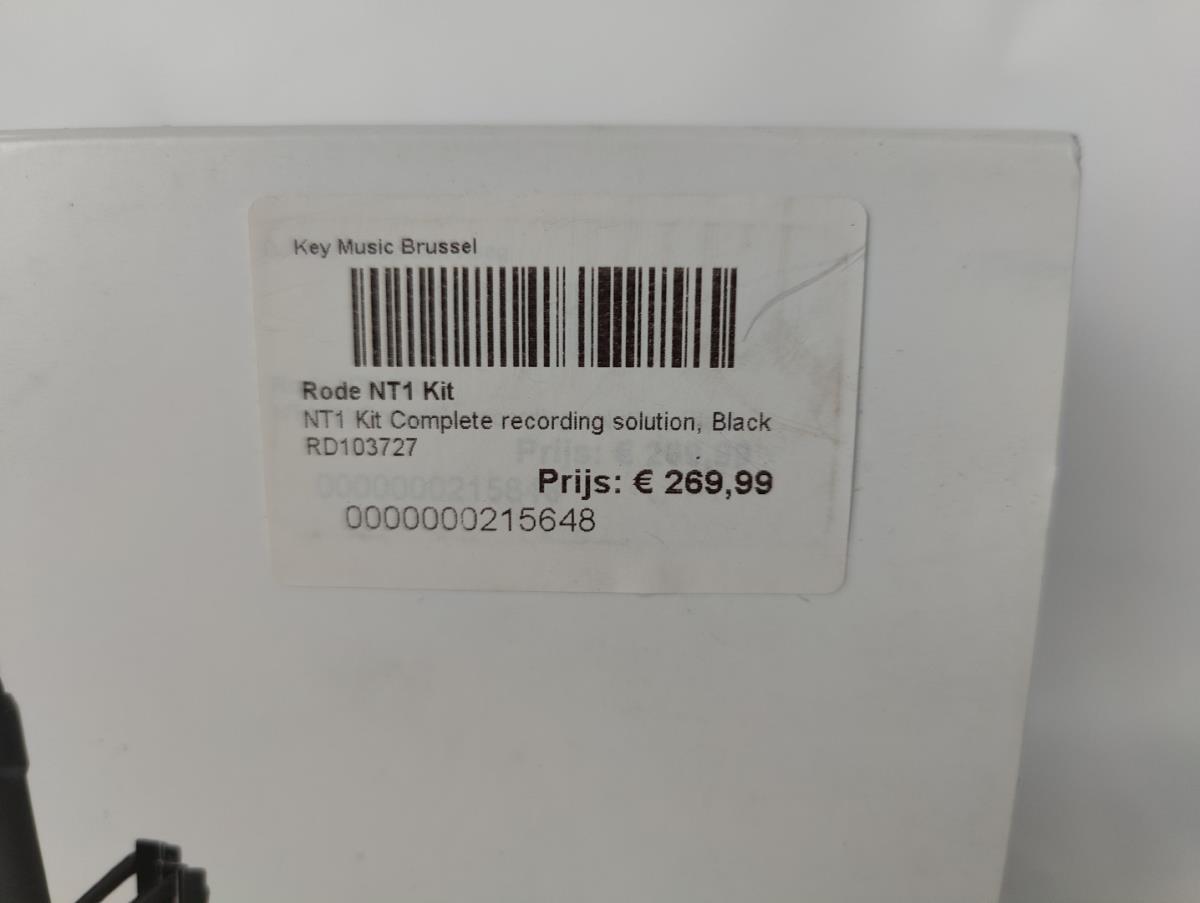 Key Music Brussel
Rode NT1 Kit
NT1 Kit Complete recording solution, Black
RD103727
Prijs: € 269,99
0000000215648